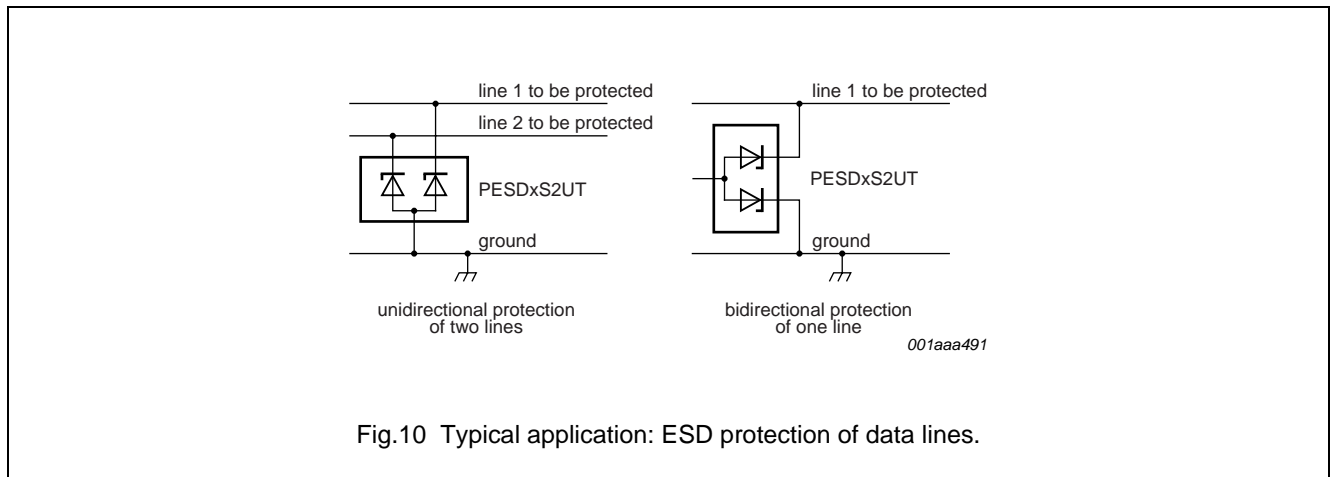 line 1 to be protected
line 2 to be protected
PESDxS2UT
ground
unidirectional protection
of two lines
line 1 to be protected
PESDxS2UT
ground
bidirectional protection
of one line
001aaa491
Fig.10 Typical application: ESD protection of data lines.